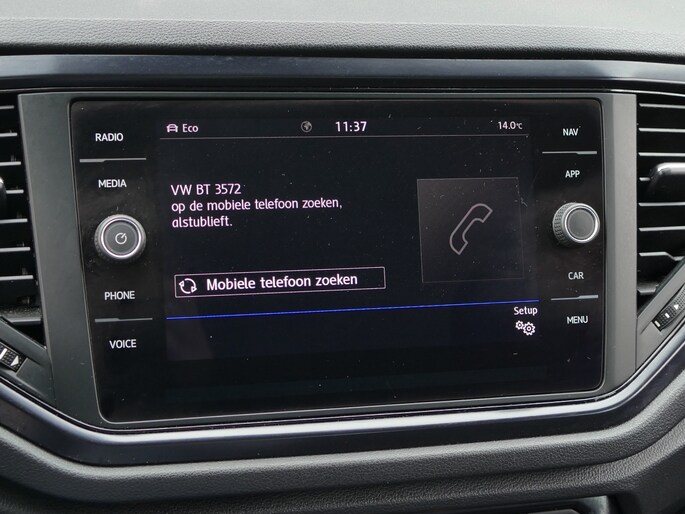 RADIO
MEDIA
PHONE
VOICE
Eco
11:37
14.0°C
VW BT 3572
op de mobiele telefoon zoeken,
alstublieft.
Mobiele telefoon zoeken
Setup
NAV
APP
CAR
MENU